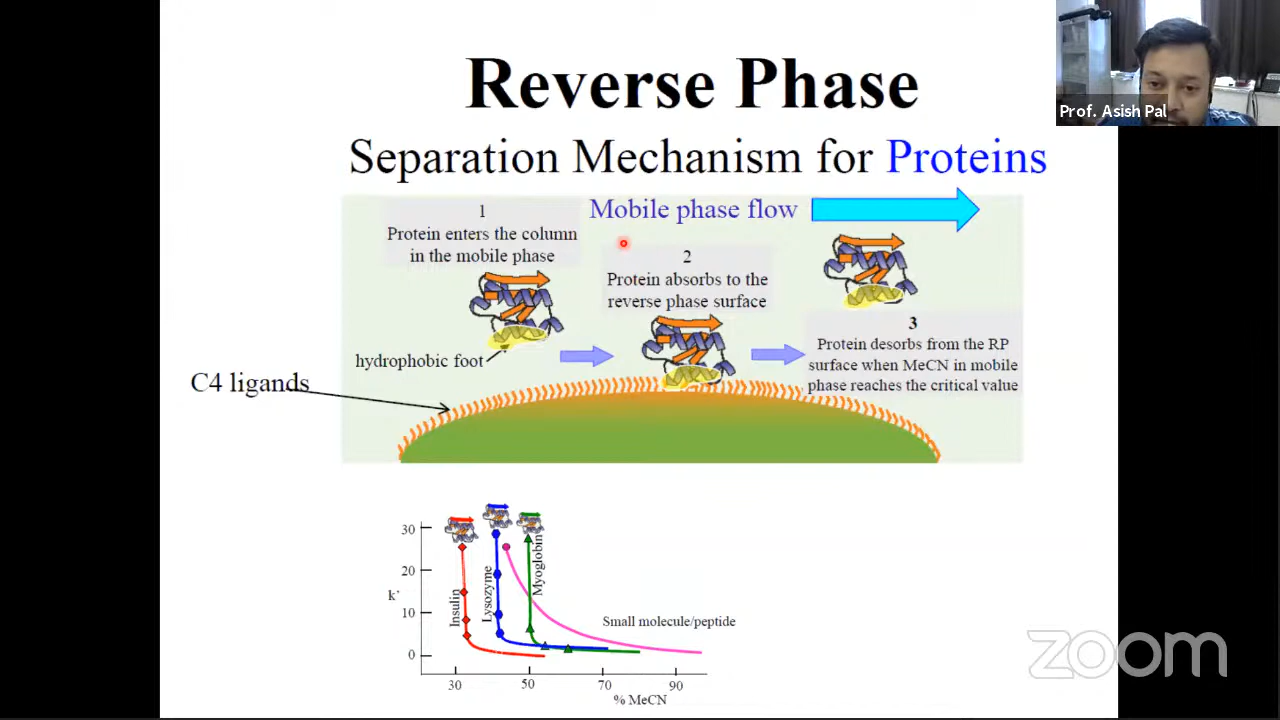 Reverse Phase
Prof. Asish Pal
Separation Mechanism for Proteins
Mobile phase flow
1
Protein enters the column
in the mobile phase
2
Protein absorbs to the
reverse phase surface
3
Protein desorbs from the RP
surface when MeCN in mobile
phase reaches the critical value
hydrophobic foot
C4 ligands
30
20
k'
10
0
Insulin
Lysozyme
Myoglobin
Small molecule/peptide
30 50 70 90
% MeCN
zoom